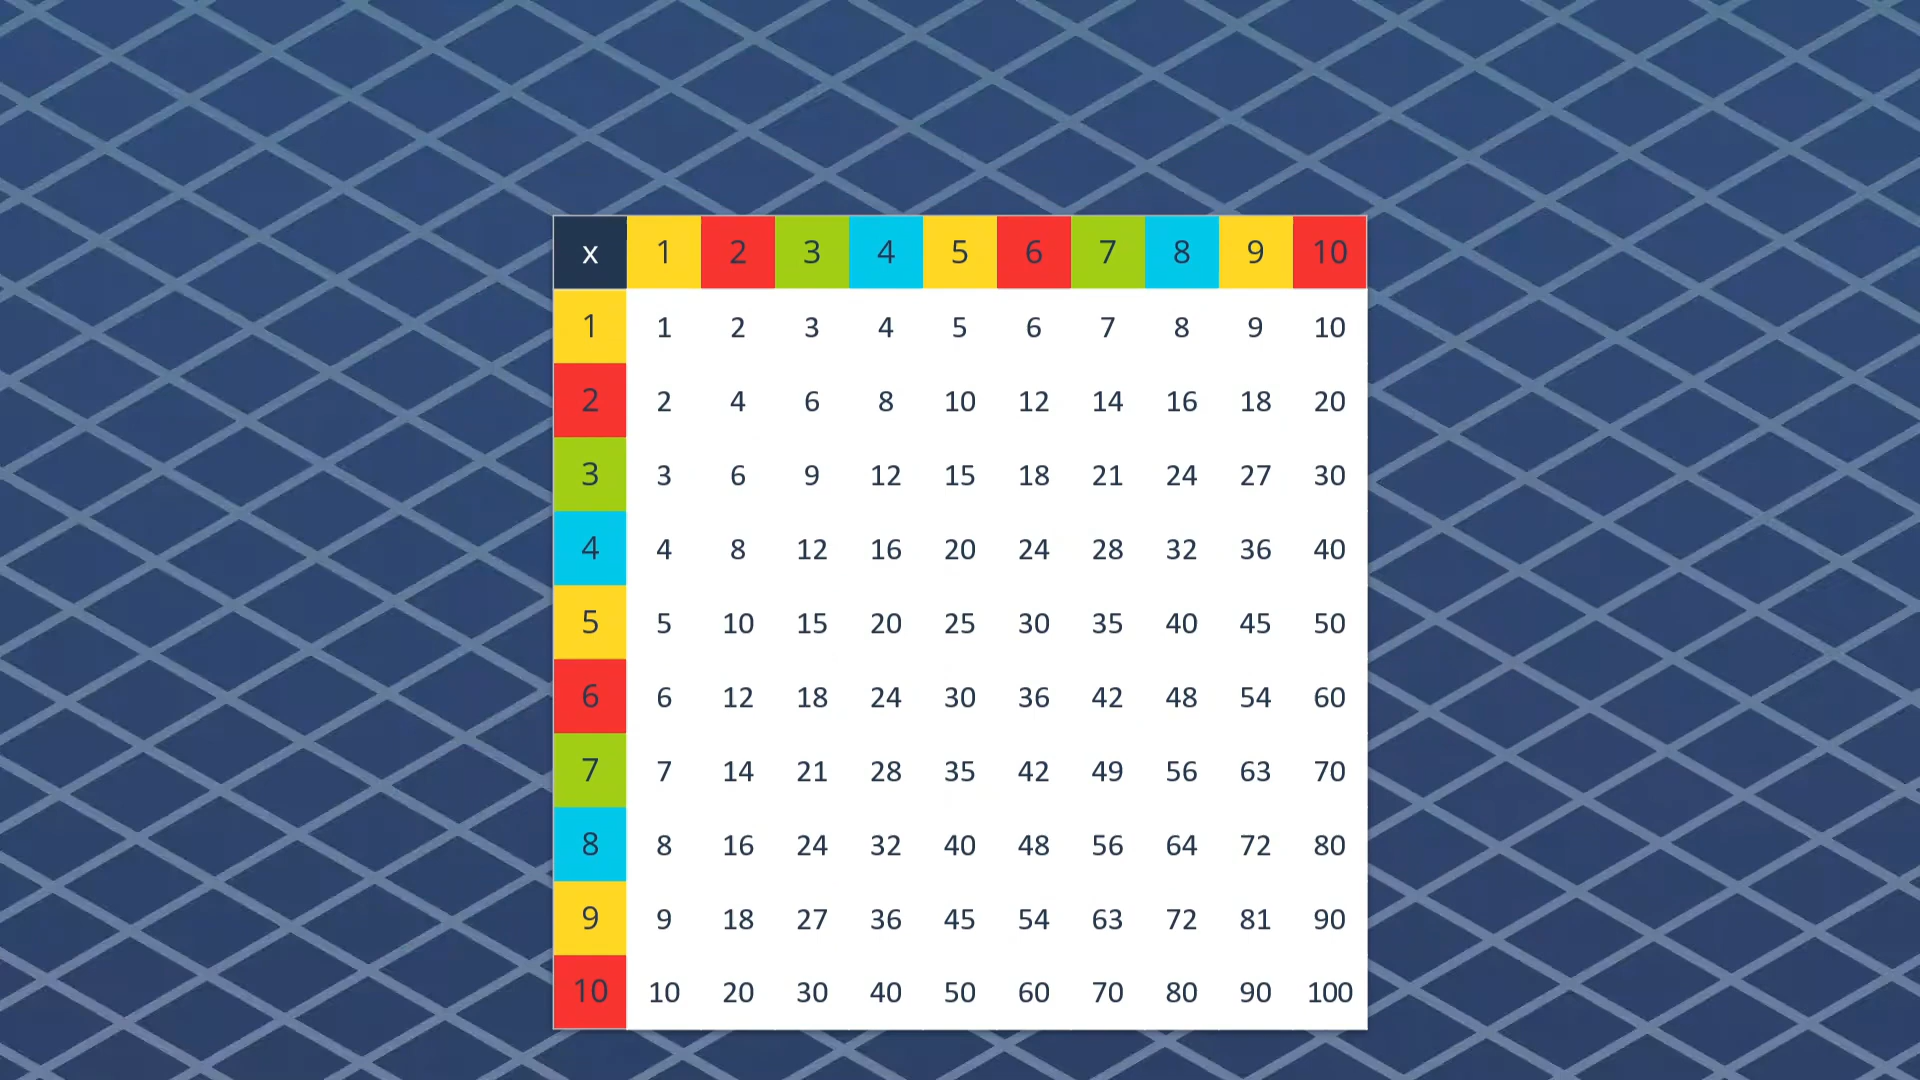 x 1 2 3 4 5 6 7 8 9 10
1 1 2 3 4 5 6 7 8 9 10
2 2 4 6 8 10 12 14 16 18 20
3 3 6 9 12 15 18 21 24 27 30
4 4 8 12 16 20 24 28 32 36 40
5 5 10 15 20 25 30 35 40 45 50
6 6 12 18 24 30 36 42 48 54 60
7 7 14 21 28 35 42 49 56 63 70
8 8 16 24 32 40 48 56 64 72 80
9 9 18 27 36 45 54 63 72 81 90
10 10 20 30 40 50 60 70 80 90 100